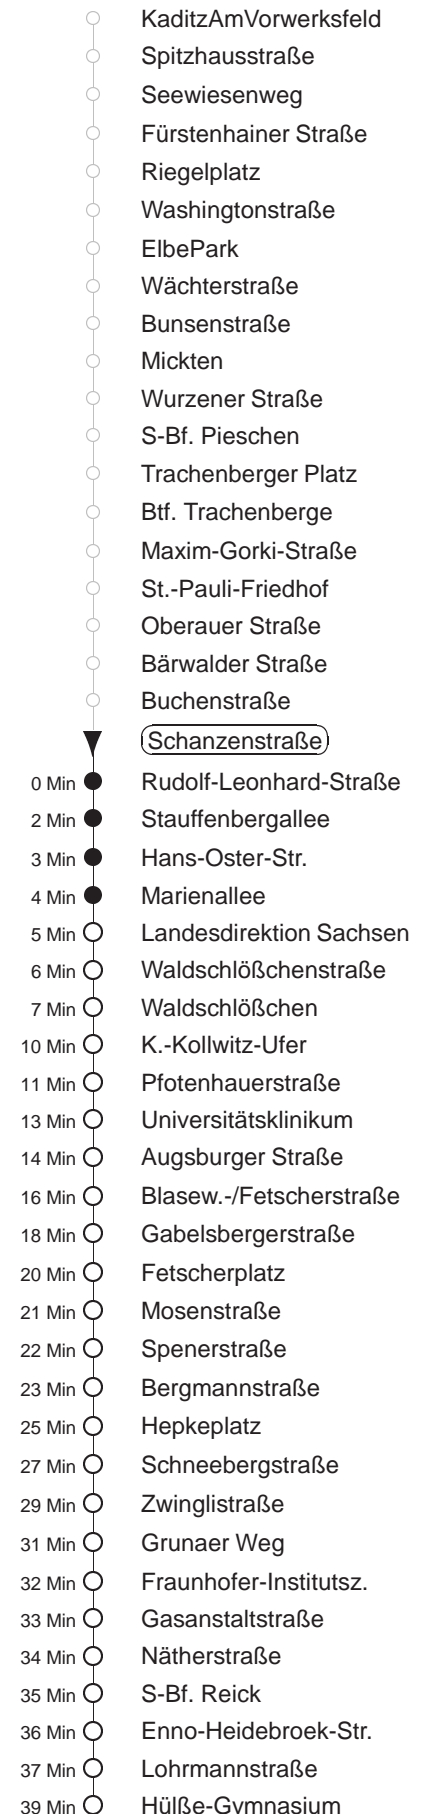 KaditzAmVorwerksfeld
Spitzhausstraße
Seewiesenweg
Fürstenhainer Straße
Riegelplatz
Washingtonstraße
ElbePark
Wächterstraße
Bunsenstraße
Mickten
Wurzener Straße
S-Bf. Pieschen
Trachenberger Platz
Btf. Trachenberge
Maxim-Gorki-Straße
St.-Pauli-Friedhof
Oberauer Straße
Bärwalder Straße
Buchenstraße
Schanzenstraße
0 Min Rudolf-Leonhard-Straße
2 Min Stauffenbergallee
3 Min Hans-Oster-Str.
4 Min Marienallee
5 Min Landesdirektion Sachsen
6 Min Waldschlößchenstraße
7 Min Waldschlößchen
10 Min K.-Kollwitz-Ufer
11 Min Pfotenhauerstraße
13 Min Universitätsklinikum
14 Min Augsburger Straße
16 Min Blasew.-/Fetscherstraße
18 Min Gabelsbergerstraße
20 Min Fetscherplatz
21 Min Mosenstraße
22 Min Spenerstraße
23 Min Bergmannstraße
25 Min Hepkeplatz
27 Min Schneebergstraße
29 Min Zwinglistraße
31 Min Grunaer Weg
32 Min Fraunhofer-Institutsz.
33 Min Gasanstaltstraße
34 Min Nätherstraße
35 Min S-Bf. Reick
36 Min Enno-Heidebroek-Str.
37 Min Lohrmannstraße
39 Min Hülße-Gymnasium